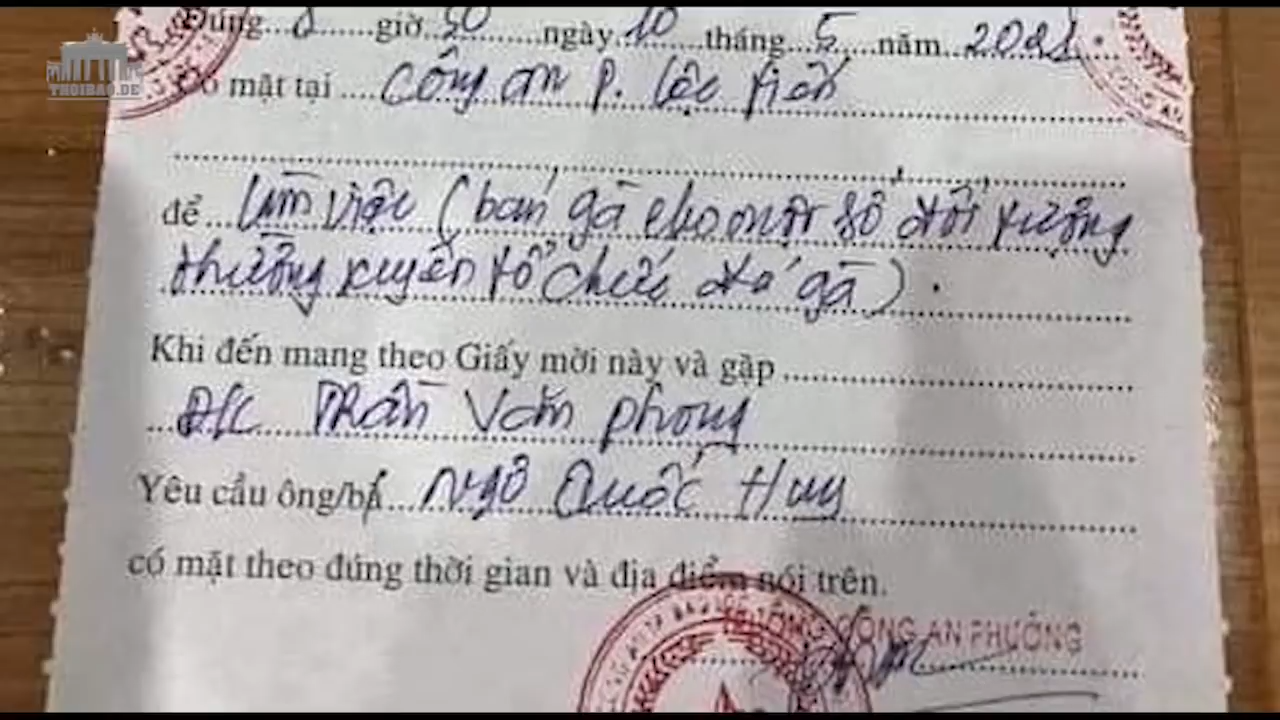 Đúng 8 giờ 30 ngày 10 tháng 5 năm 2021.
Có mặt tại Công an P. Lộc Tiến
để làm việc (bán gà cho một số đối tượng
thường xuyên tổ chức đá gà).
Khi đến mang theo Giấy mời này và gặp
Đ/c Trần Văn Phong
Yêu cầu ông/bà Ngô Quốc Huy
có mặt theo đúng thời gian và địa điểm nói trên.
CÔNG AN PHƯỜNG
THOIBAO.DE